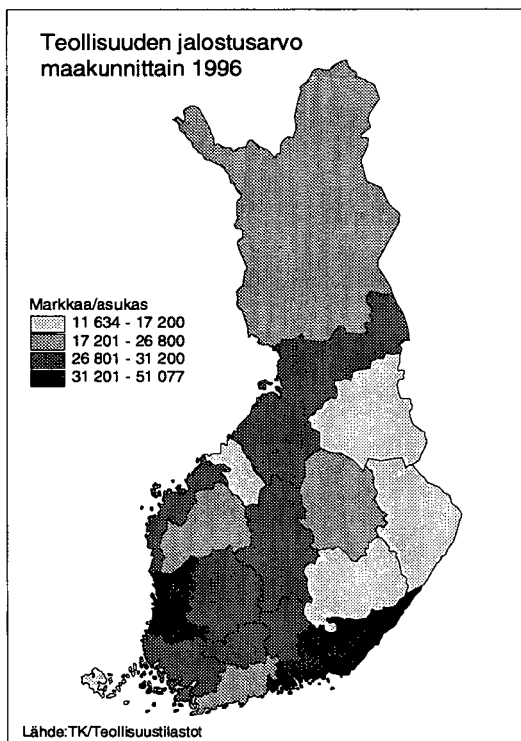 Teollisuuden jalostusarvo
maakunnittain 1996
Markkaa/asukas
11 634 - 17 200
17 201 - 26 800
26 801 - 31 200
31 201 - 51 077
Lähde:TK/Teollisuustilastot